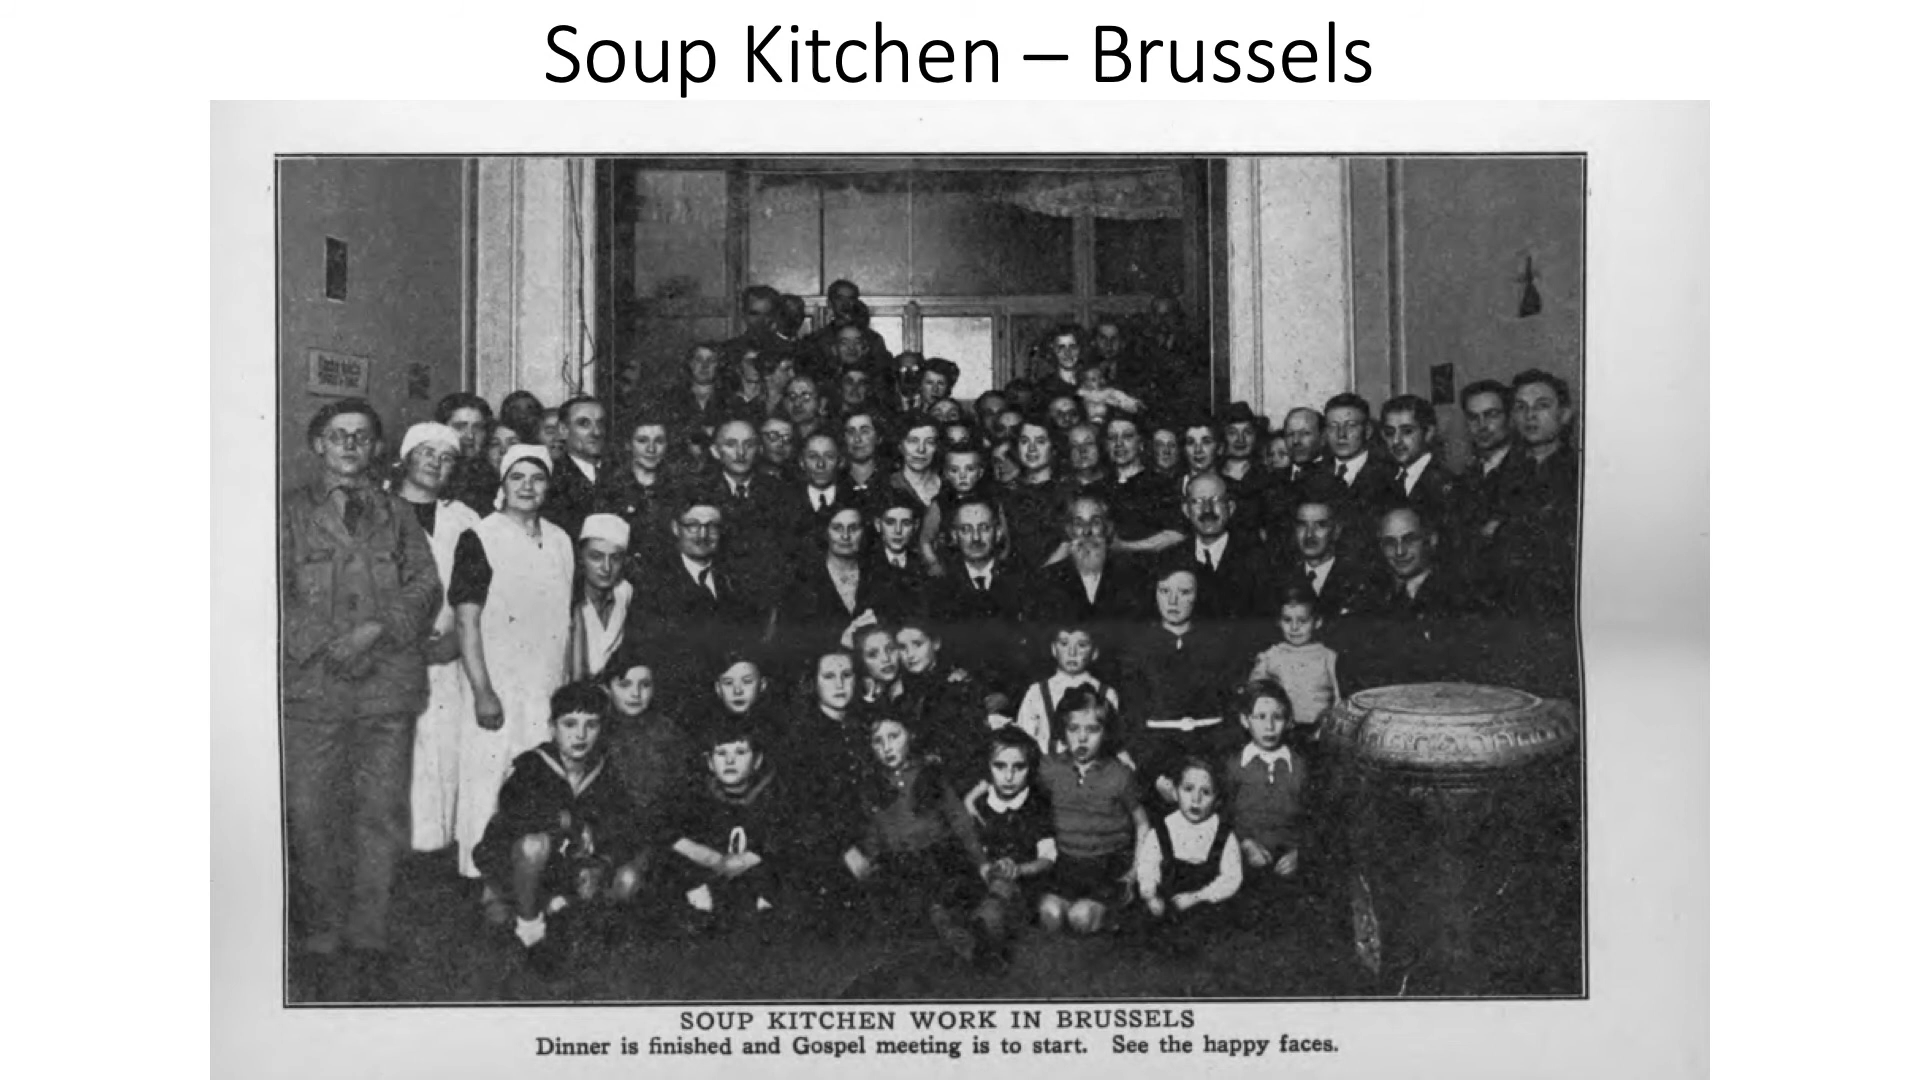 Soup Kitchen – Brussels
SOUP KITCHEN WORK IN BRUSSELS
Dinner is finished and Gospel meeting is to start. See the happy faces.